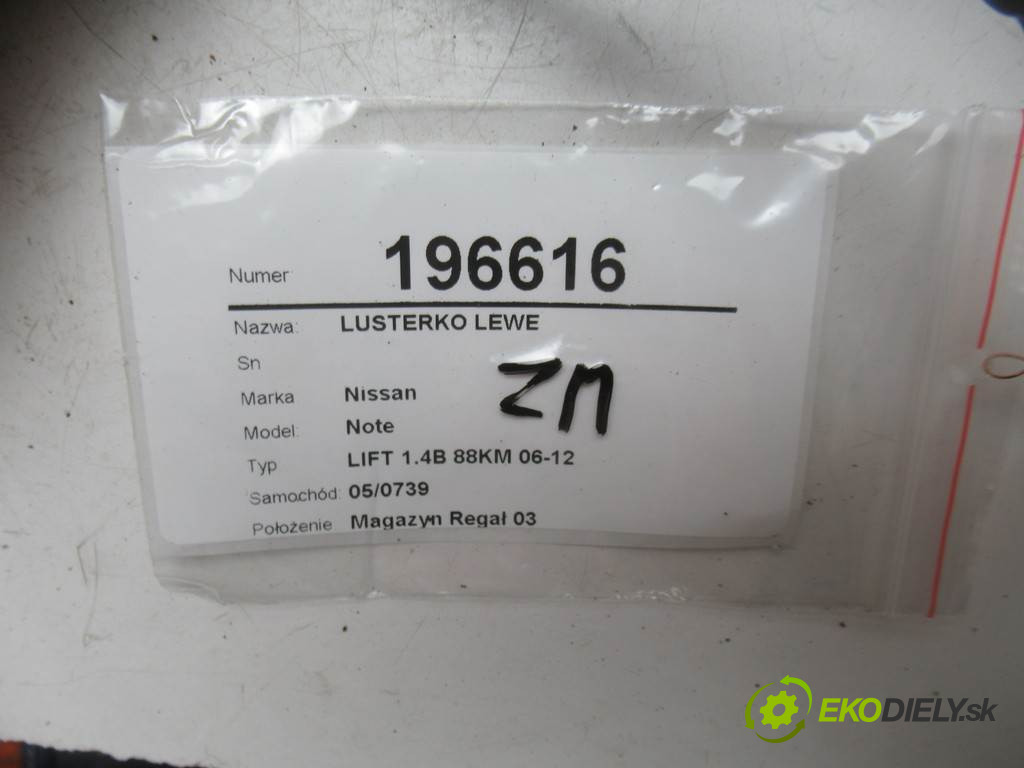 Numer 196616
Nazwa: LUSTERKO LEWE
Sn
ZM
Marka Nissan
Model: Note
Typ LIFT 1.4B 88KM 06-12
Samochód: 05/0739
Położenie Magazyn Regał 03
EKODIELY.sk